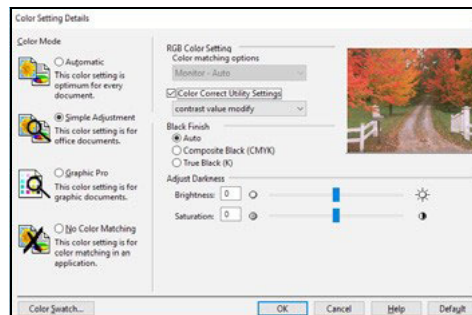 Color Setting Details
Color Mode
Automatic
This color setting is
optimum for every
document.
Simple Adjustment
This color setting is for
office documents.
Graphic Pro
This color setting is for
graphic documents.
No Color Matching
This color setting is for
color matching in an
application.
RGB Color Setting
Color matching options
Monitor - Auto
Color Correct Utility Settings
contrast value modify
Black Finish
Auto
Composite Black (CMYK)
True Black (K)
Adjust Darkness
Brightness: 0
Saturation: 0
Color Swatch... OK Cancel Help Default